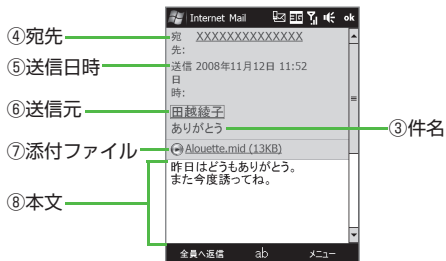 Internet Mail ok
④宛先
宛 XXXXXXXXXXXXXX
先:
⑤送信日時
送信 2008年11月12日 11:52
日
時:
⑥送信元
田越綾子
ありがとう
③件名
⑦添付ファイル
Alouette.mid (13KB)
⑧本文
昨日はどうもありがとう。
また今度誘ってね。
全員へ返信 ab メニュー